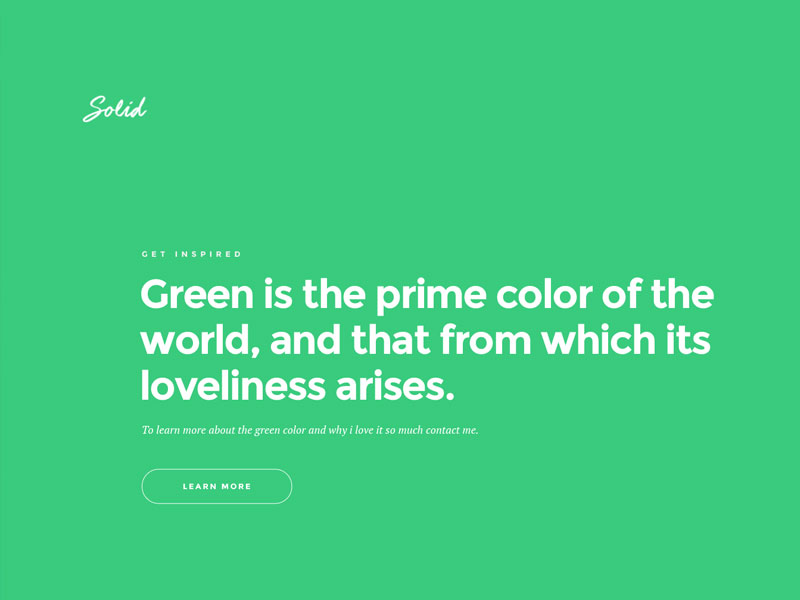 Solid
GET INSPIRED
Green is the prime color of the
world, and that from which its
loveliness arises.
To learn more about the green color and why i love it so much contact me.
LEARN MORE